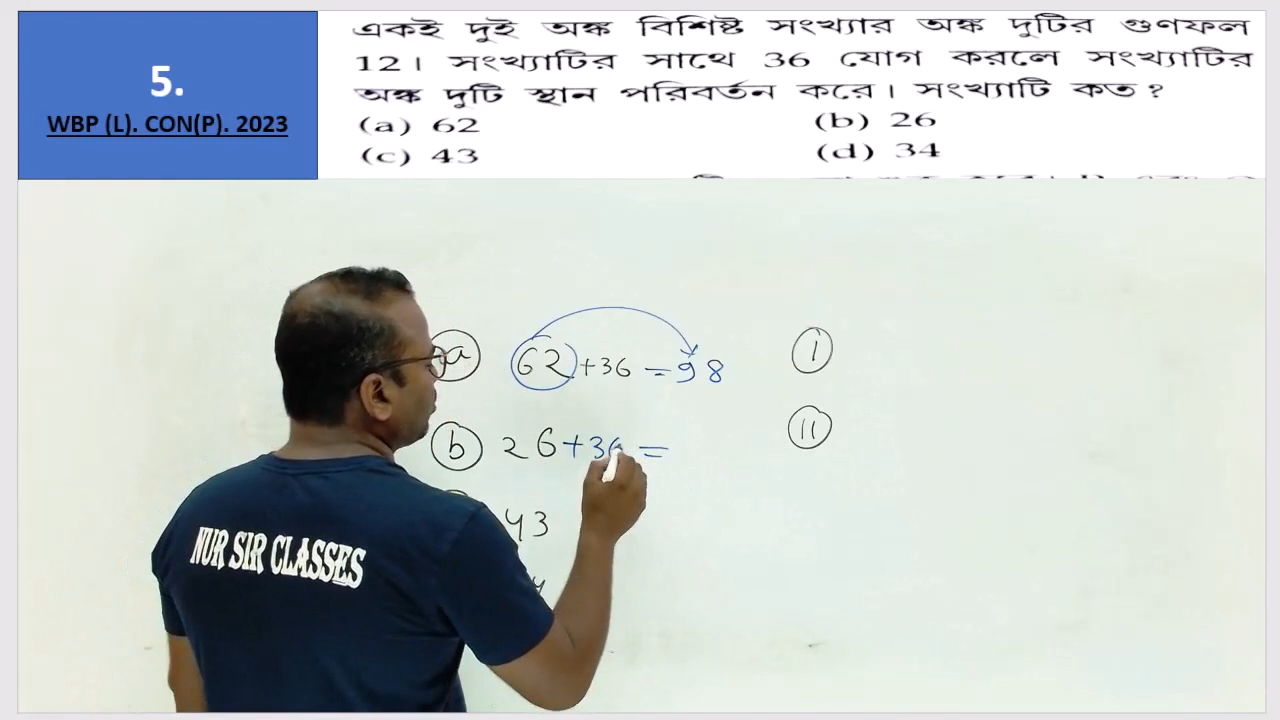 5.
WBP (L). CON(P). 2023
একই দুই অঙ্ক বিশিষ্ট সংখ্যার অঙ্ক দুটির গুণফল
12। সংখ্যাটির সাথে 36 যোগ করলে সংখ্যাটির
অঙ্ক দুটি স্থান পরিবর্তন করে। সংখ্যাটি কত?
(a) 62 (b) 26
(c) 43 (d) 34
a 62 +36 = 98 I
b 26 +36 = II
43
NUR SIR CLASSES